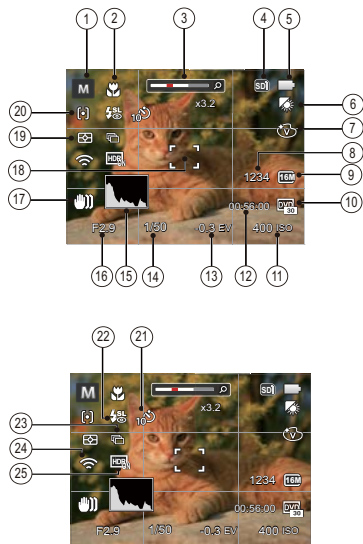 1 2 3 4 5
M SD
x3.2
20 SL 10 6
19 7
HDR 8
18 1234 16M 9
17 00:56:00 DVD 30 10
F2.9 1/50 -0.3 EV 400 ISO
16 15 14 13 12 11
22 21
M SD
x3.2
23 SL 10
24
25 HDR 1234 16M
00:56:00 DVD 30
F2.9 1/50 -0.3 EV 400 ISO